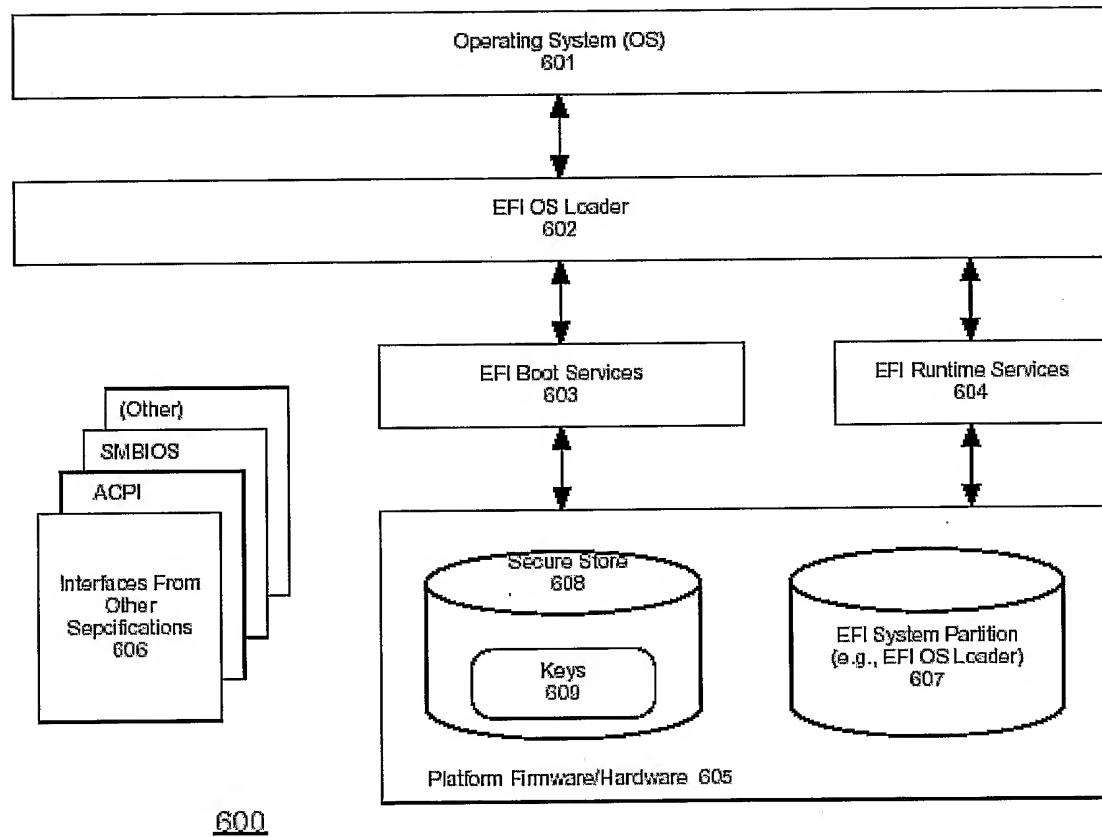 Operating System (OS)
601
EFI OS Loader
602
EFI Boot Services
603
EFI Runtime Services
604
(Other)
SMBIOS
ACPI
Interfaces From
Other
Sepcifications
606
Secure Store
608
Keys
609
EFI System Partition
(e.g., EFI OS Loader)
607
Platform Firmware/Hardware 605
600